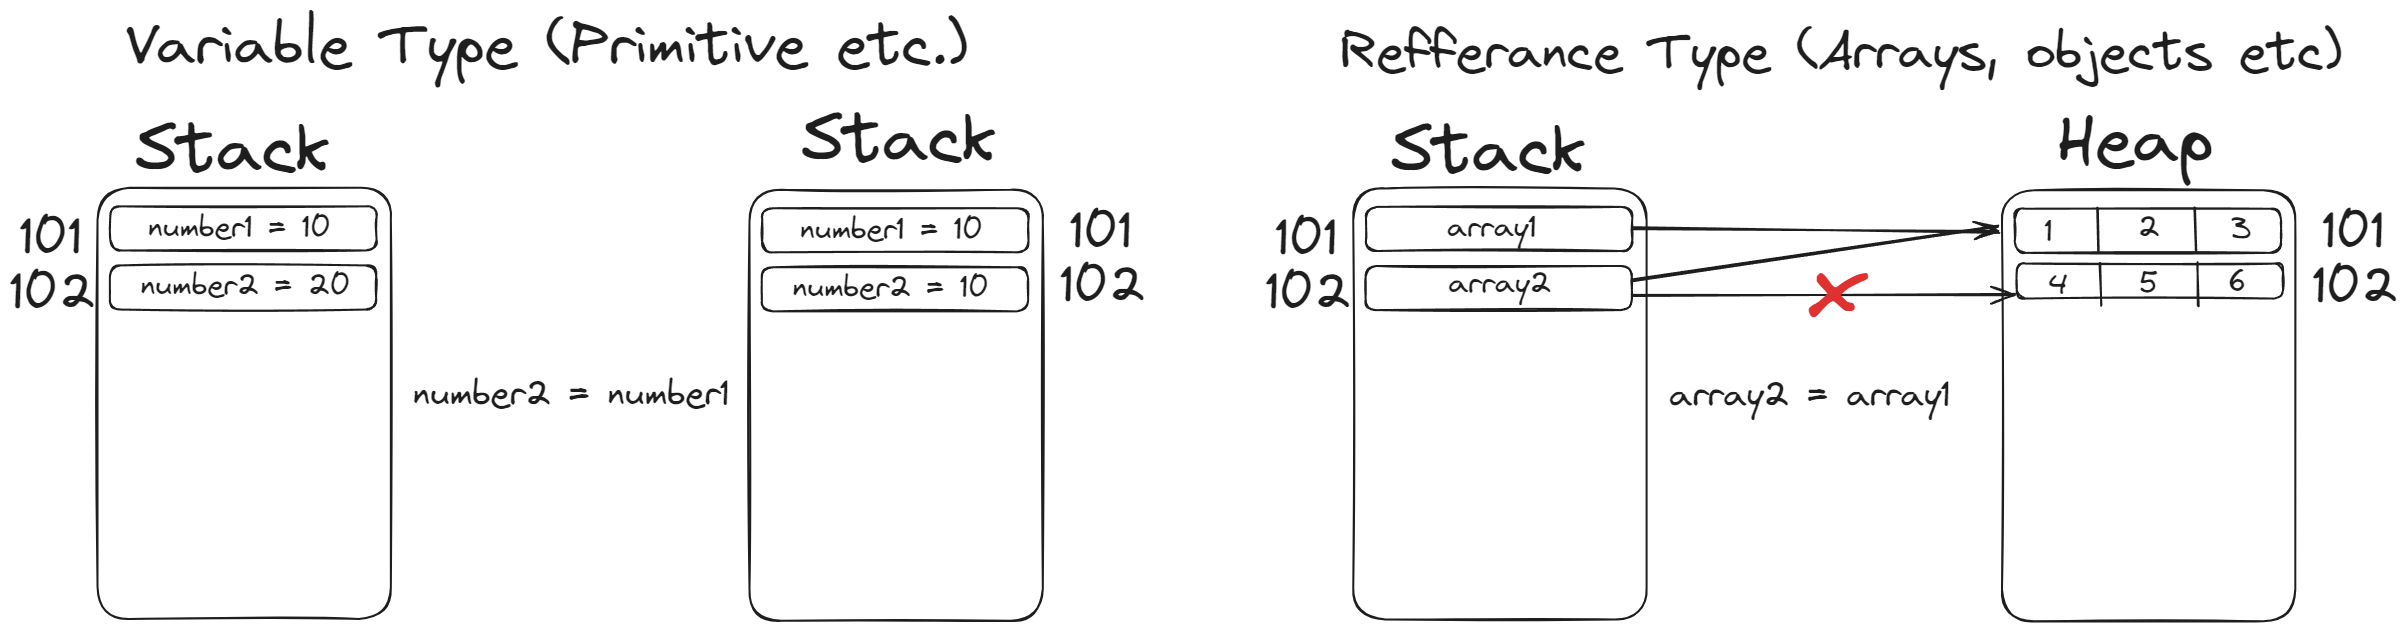 Variable Type (Primitive etc.)
Stack
101
number1 = 10
102
number2 = 20
number2 = number1
Stack
number1 = 10
101
number2 = 10
102
Refferance Type (Arrays, objects etc)
Stack
101
array1
102
array2
array2 = array1
Heap
1 2 3
101
4 5 6
102